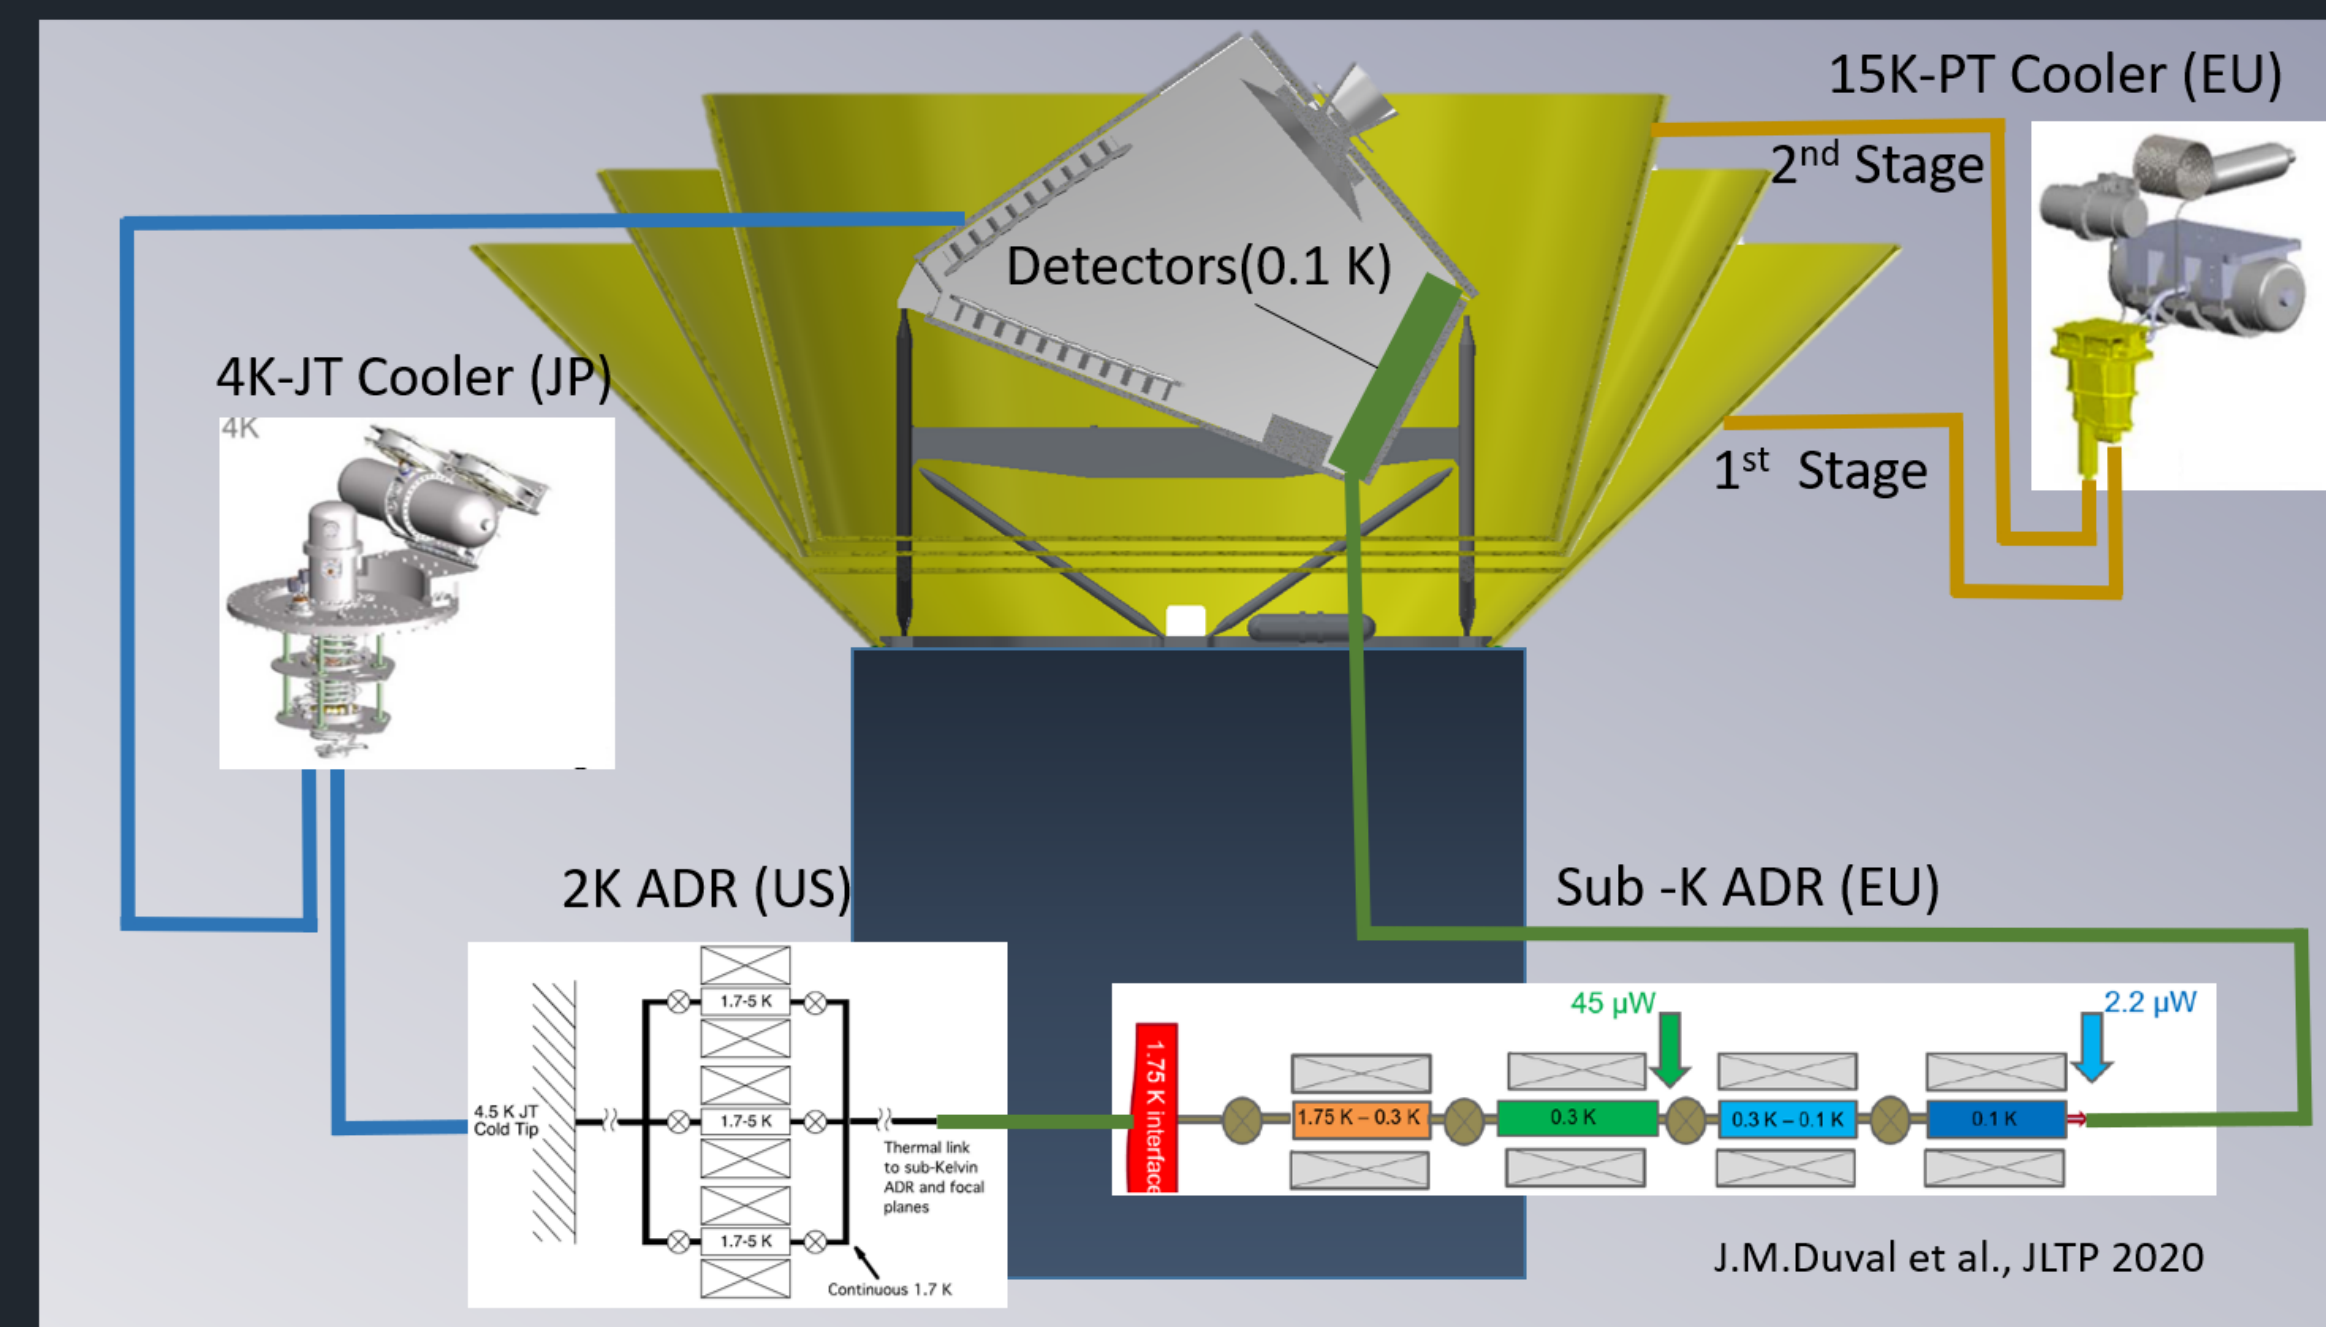 15K-PT Cooler (EU)
2nd Stage
Detectors(0.1 K)
4K-JT Cooler (JP)
4K
1st Stage
2K ADR (US)
Sub -K ADR (EU)
45 µW
2.2 µW
1.7-5 K
4.5 K JT
Cold Tip
1.7-5 K
Thermal link
to sub-Kelvin
ADR and focal
planes
1.7-5 K
Continuous 1.7 K
1.75 K interface
1.75 K – 0.3 K
0.3 K
0.3 K – 0.1 K
0.1 K
J.M.Duval et al., JLTP 2020